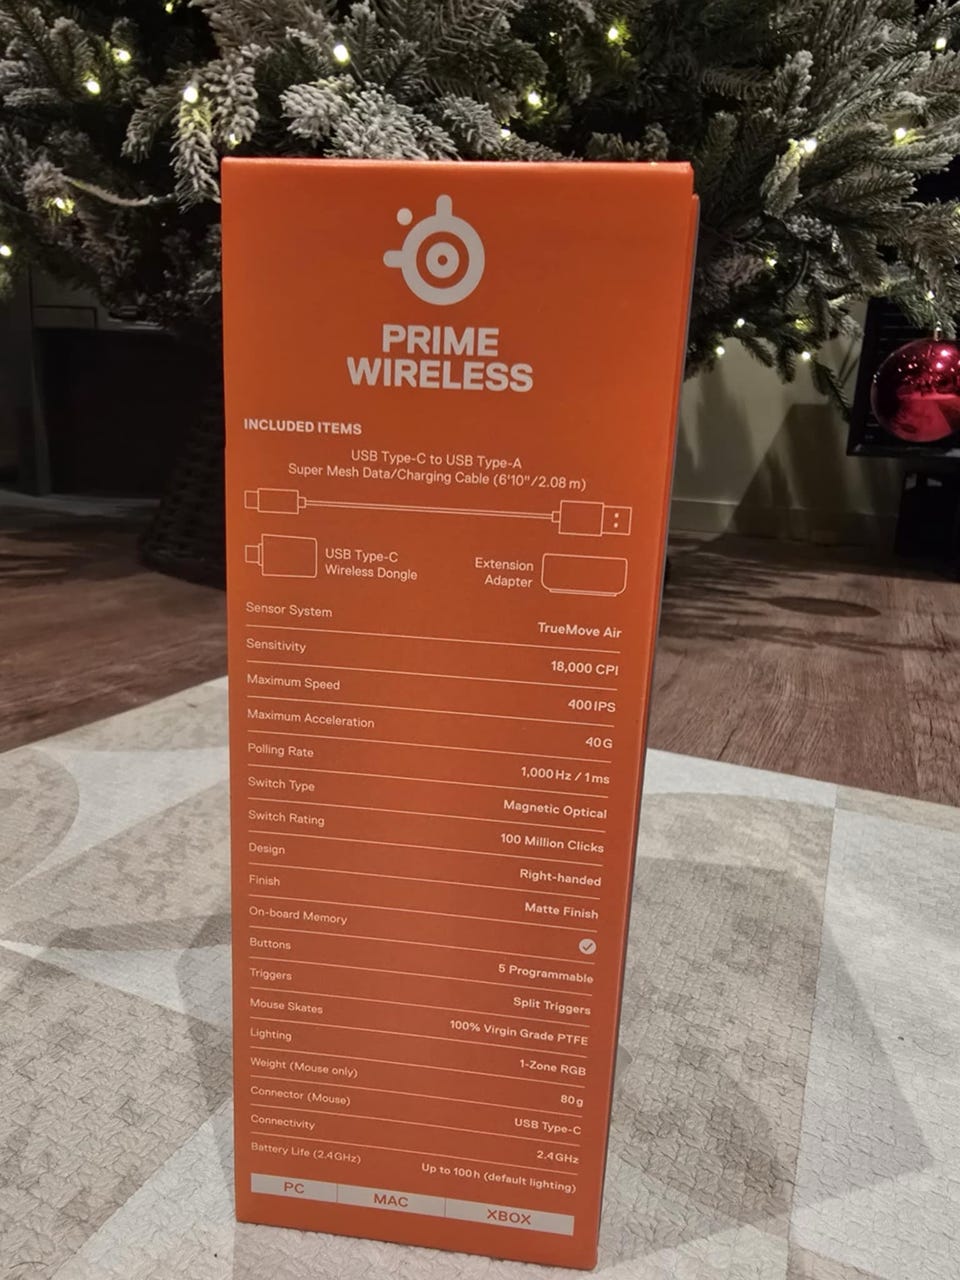 PRIME
WIRELESS
INCLUDED ITEMS
USB Type-C to USB Type-A
Super Mesh Data/Charging Cable (6'10"/2.08 m)
USB Type-C
Wireless Dongle
Extension
Adapter
Sensor System TrueMove Air
Sensitivity 18,000 CPI
Maximum Speed 400 IPS
Maximum Acceleration 40 G
Polling Rate 1,000 Hz / 1 ms
Switch Type Magnetic Optical
Switch Rating 100 Million Clicks
Design Right-handed
Finish Matte Finish
On-board Memory
Buttons 5 Programmable
Triggers Split Triggers
Mouse Skates 100% Virgin Grade PTFE
Lighting 1-Zone RGB
Weight (Mouse only) 80 g
Connector (Mouse) USB Type-C
Connectivity 2.4 GHz
Battery Life (2.4 GHz) Up to 100 h (default lighting)
PC MAC XBOX